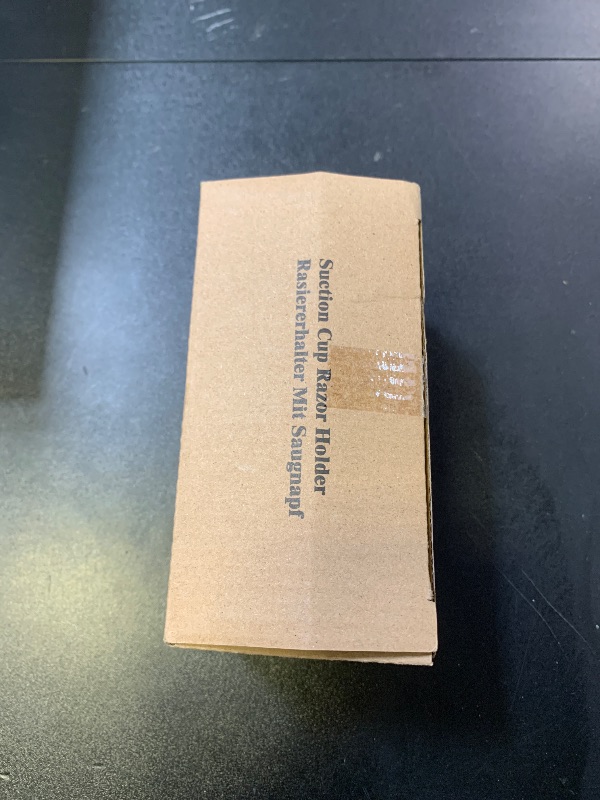 Suction Cup Razor Holder
Rasiererhalter Mit Saugnapf